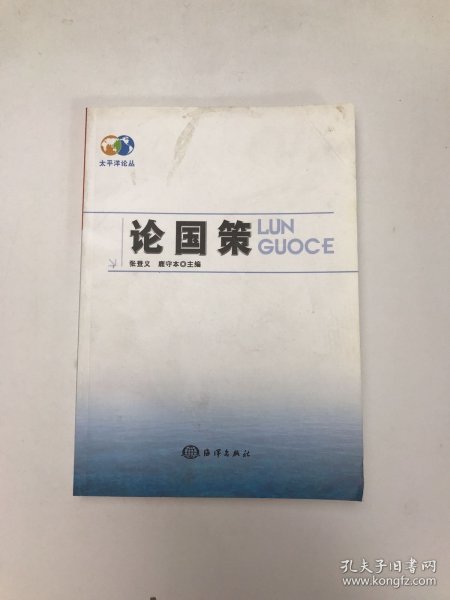 太平洋论丛
论国策
LUN
GUOCE
张登义 鹿守本◎主编
海洋出版社
孔夫子旧书网
www.kongfz.com